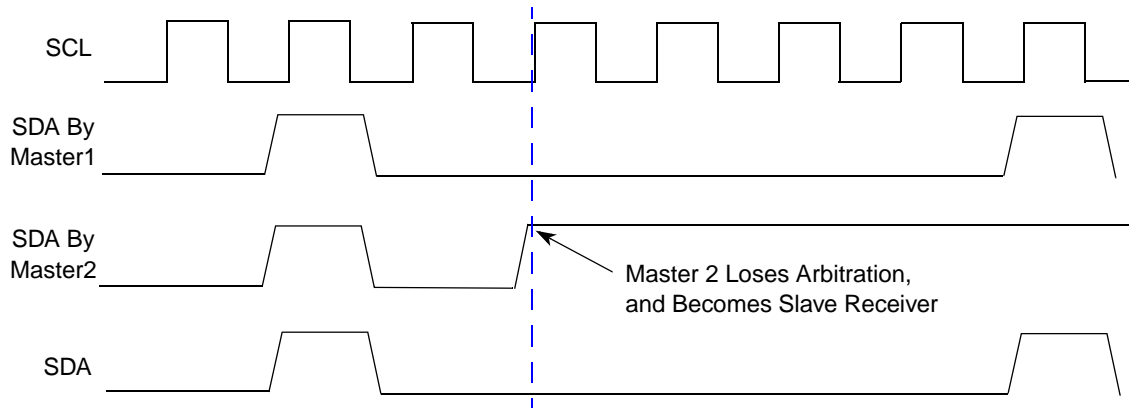 SCL
SDA By
Master1
SDA By
Master2
Master 2 Loses Arbitration,
and Becomes Slave Receiver
SDA